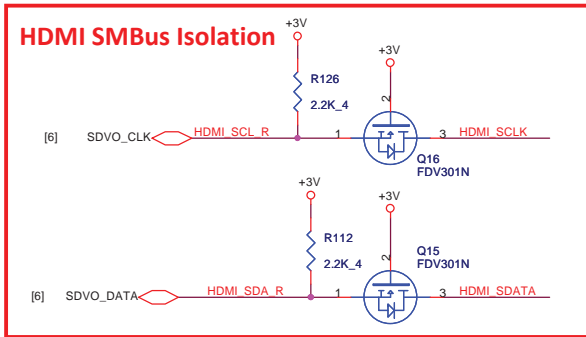 HDMI SMBus Isolation
+3V
+3V
R126
2.2K_4
2
[6] SDVO_CLK HDMI_SCL_R 1 3 HDMI_SCLK
Q16
FDV301N
+3V
+3V
R112
2.2K_4
2
Q15
FDV301N
[6] SDVO_DATA HDMI_SDA_R 1 3 HDMI_SDATA